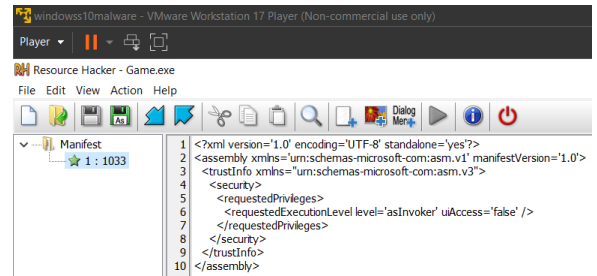 windowss10malware - VMware Workstation 17 Player (Non-commercial use only)
Player
RH Resource Hacker - Game.exe
File Edit View Action Help
AS Dialog Menu
Manifest
1 : 1033
1 <?xml version='1.0' encoding='UTF-8' standalone='yes'?>
2 <assembly xmlns='urn:schemas-microsoft-com:asm.v1' manifestVersion='1.0'>
3 <trustInfo xmlns="urn:schemas-microsoft-com:asm.v3">
4 <security>
5 <requestedPrivileges>
6 <requestedExecutionLevel level='asInvoker' uiAccess='false' />
7 </requestedPrivileges>
8 </security>
9 </trustInfo>
10 </assembly>